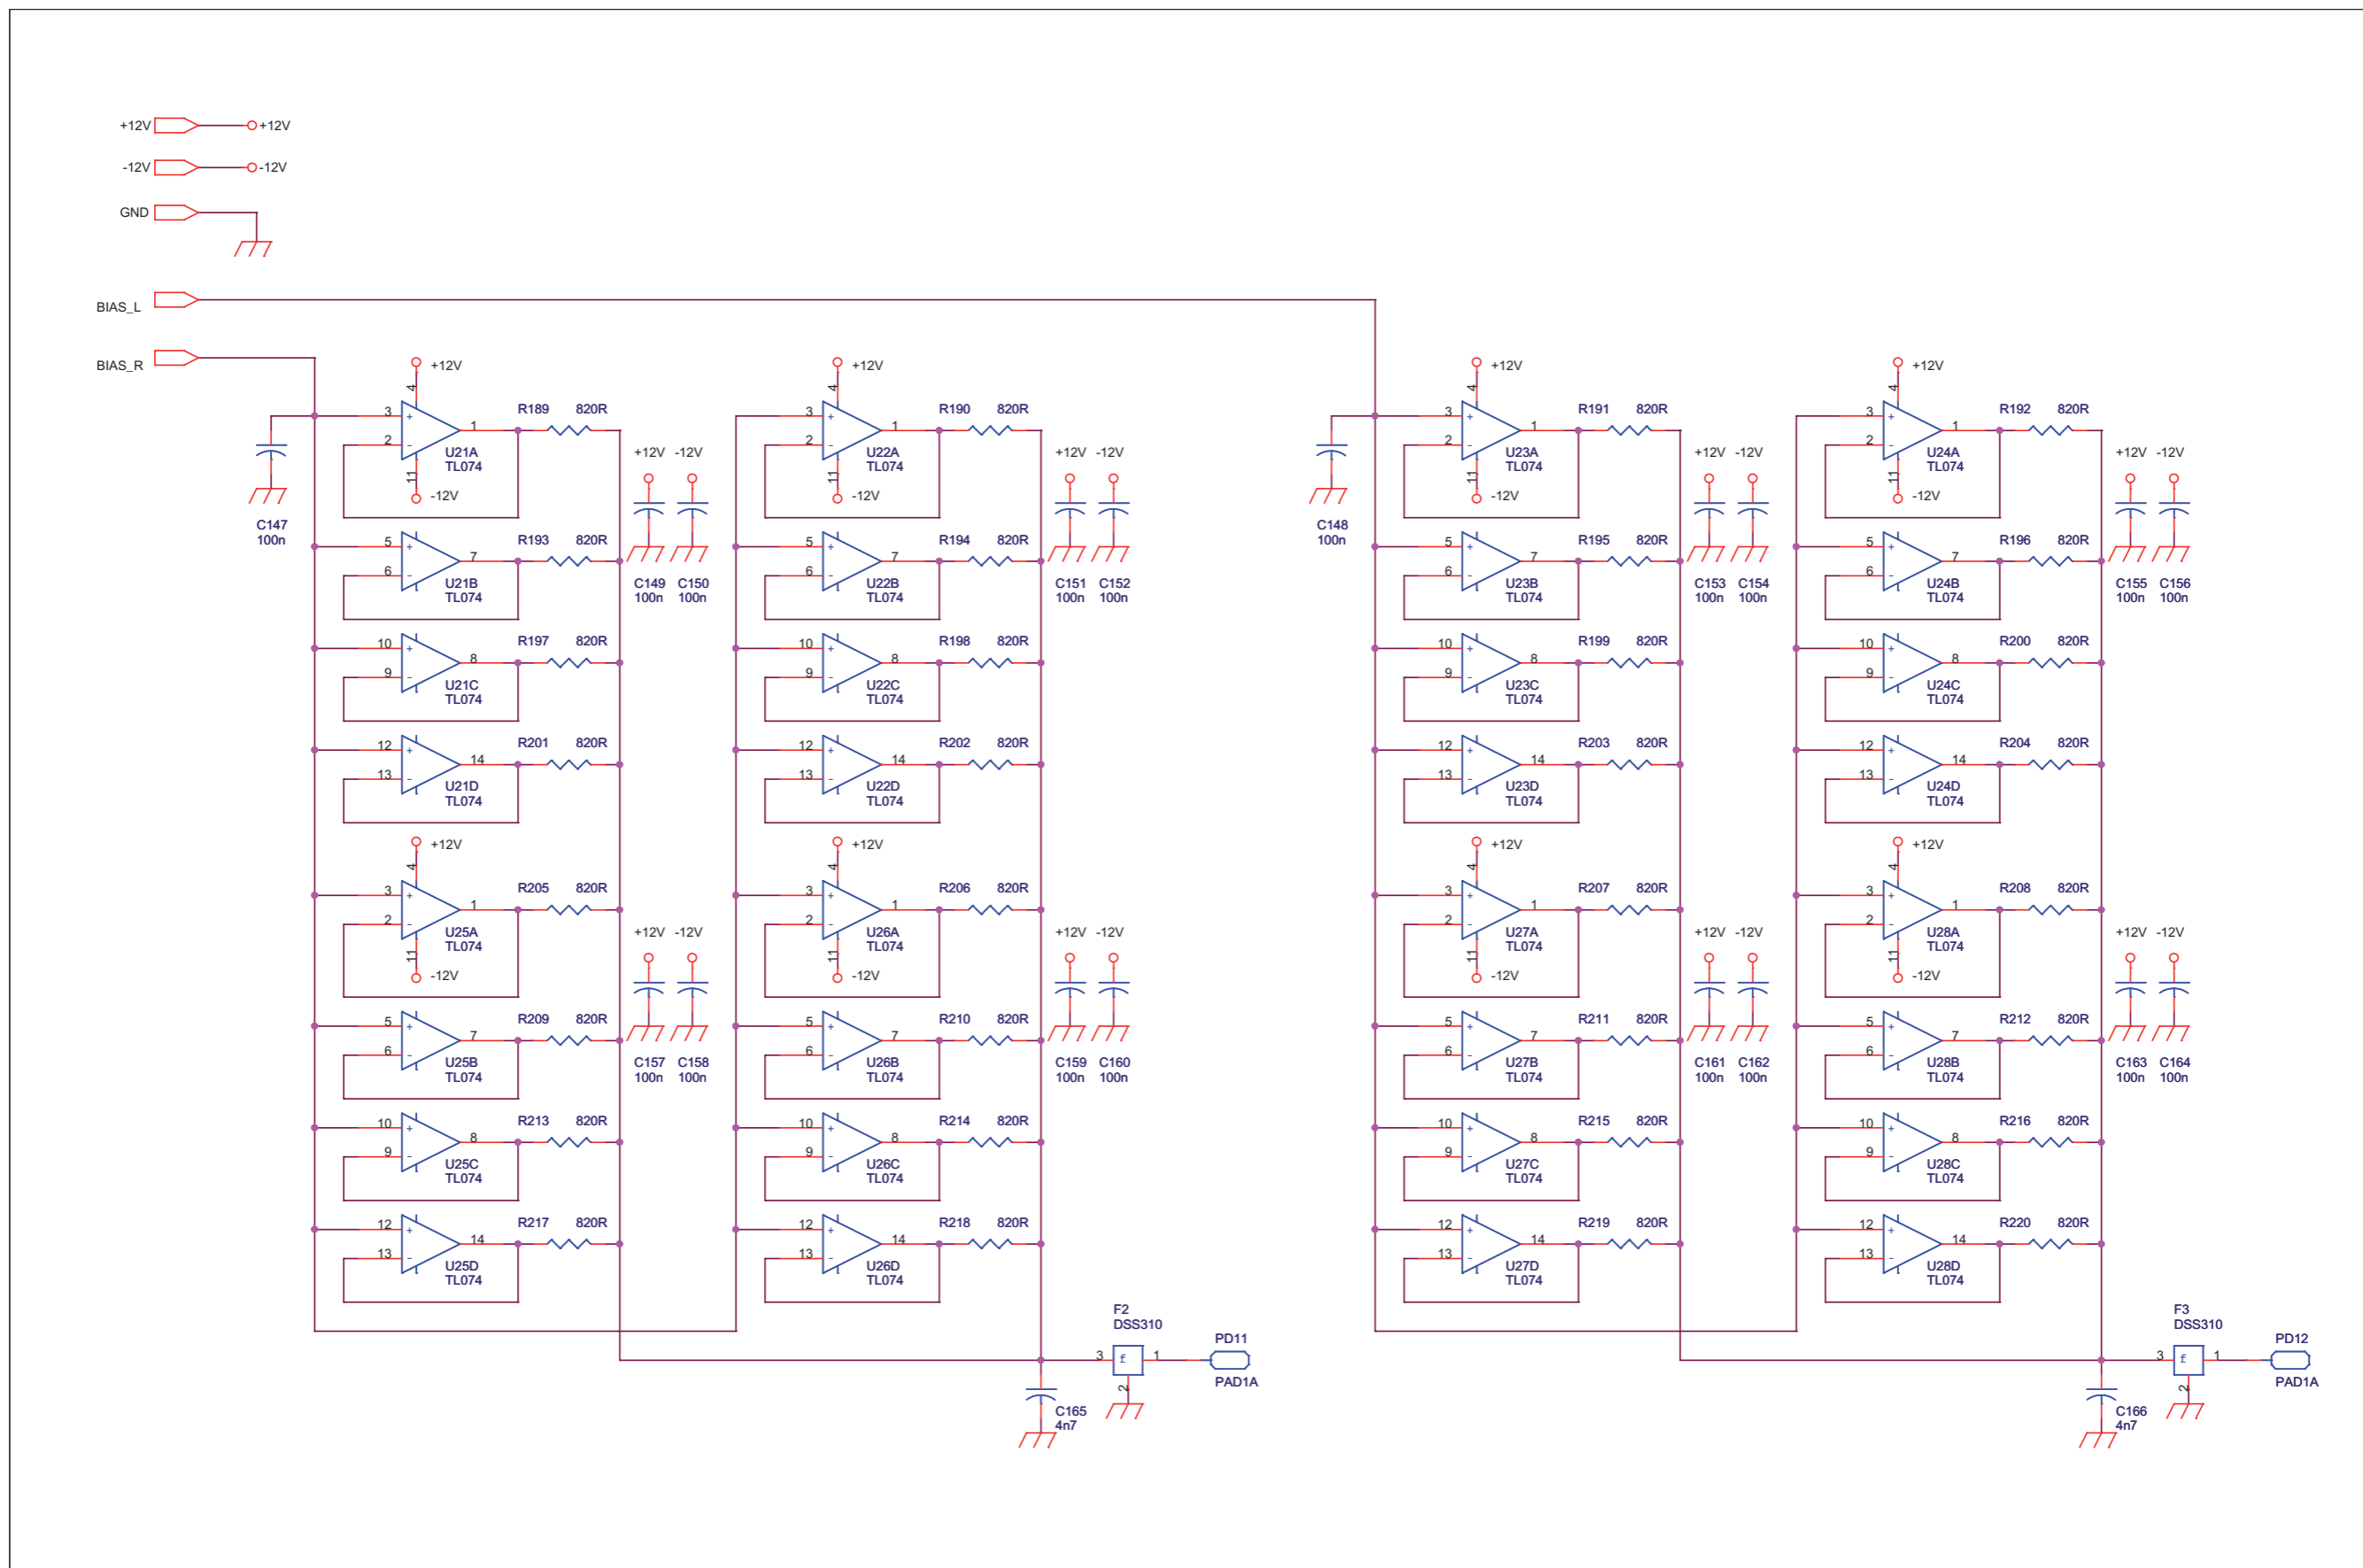 +12V +12V
-12V -12V
GND
BIAS_L
BIAS_R
+12V +12V +12V +12V
4 4 4 4
R189 820R R190 820R R191 820R R192 820R
3 + 1 3 + 1 3 + 1 3 + 1
2 - 2 - 2 - 2 -
U21A U22A U23A U24A
TL074 TL074 TL074 TL074
+12V -12V +12V -12V +12V -12V +12V -12V
11 11 11 11
-12V -12V -12V -12V
C147 C148
100n 100n
R193 820R R194 820R R195 820R R196 820R
5 + 7 5 + 7 5 + 7 5 + 7
6 - 6 - 6 - 6 -
U21B U22B U23B U24B
TL074 TL074 TL074 TL074
C149 C150 C151 C152 C153 C154 C155 C156
100n 100n 100n 100n 100n 100n 100n 100n
R197 820R R198 820R R199 820R R200 820R
10 + 8 10 + 8 10 + 8 10 + 8
9 - 9 - 9 - 9 -
U21C U22C U23C U24C
TL074 TL074 TL074 TL074
R201 820R R202 820R R203 820R R204 820R
12 + 14 12 + 14 12 + 14 12 + 14
13 - 13 - 13 - 13 -
U21D U22D U23D U24D
TL074 TL074 TL074 TL074
+12V +12V +12V +12V
4 4 4 4
R205 820R R206 820R R207 820R R208 820R
3 + 1 3 + 1 3 + 1 3 + 1
2 - 2 - 2 - 2 -
U25A U26A U27A U28A
TL074 TL074 TL074 TL074
+12V -12V +12V -12V +12V -12V +12V -12V
11 11 11 11
-12V -12V -12V -12V
R209 820R R210 820R R211 820R R212 820R
5 + 7 5 + 7 5 + 7 5 + 7
6 - 6 - 6 - 6 -
U25B U26B U27B U28B
TL074 TL074 TL074 TL074
C157 C158 C159 C160 C161 C162 C163 C164
100n 100n 100n 100n 100n 100n 100n 100n
R213 820R R214 820R R215 820R R216 820R
10 + 8 10 + 8 10 + 8 10 + 8
9 - 9 - 9 - 9 -
U25C U26C U27C U28C
TL074 TL074 TL074 TL074
R217 820R R218 820R R219 820R R220 820R
12 + 14 12 + 14 12 + 14 12 + 14
13 - 13 - 13 - 13 -
U25D U26D U27D U28D
TL074 TL074 TL074 TL074
F2 F3
DSS310 DSS310
PD11 PD12
3 f 1 3 f 1
2 2
PAD1A PAD1A
C165 C166
4n7 4n7